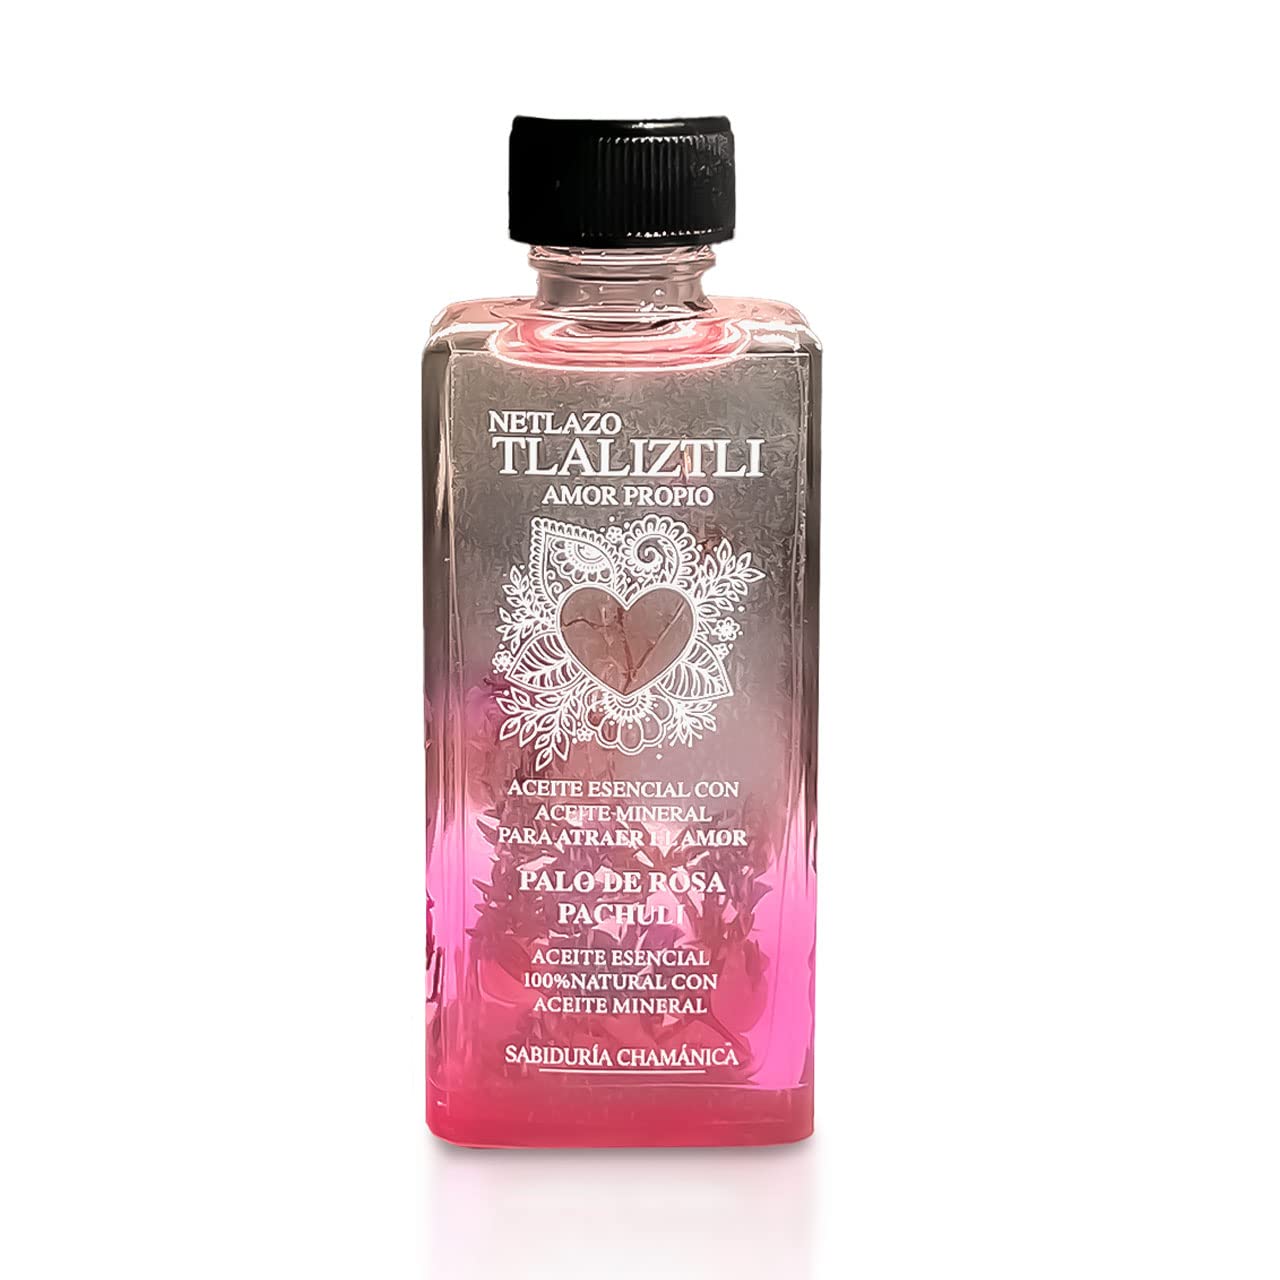 NETLAZO
TLALIZTLI
AMOR PROPIO
ACEITE ESENCIAL CON
ACEITE MINERAL
PARA ATRAER EL AMOR
PALO DE ROSA
PACHULI
ACEITE ESENCIAL
100%NATURAL CON
ACEITE MINERAL
SABIDURÍA CHAMÁNICA™